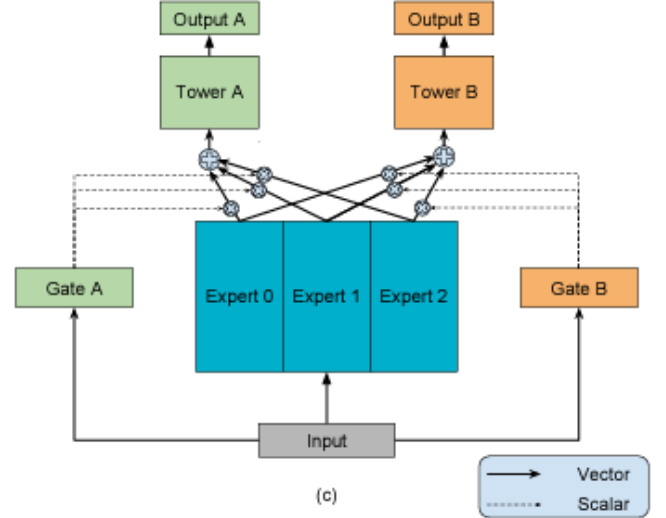 Output A
Output B
Tower A
Tower B
Gate A
Expert 0
Expert 1
Expert 2
Gate B
Input
Vector
Scalar
(c)